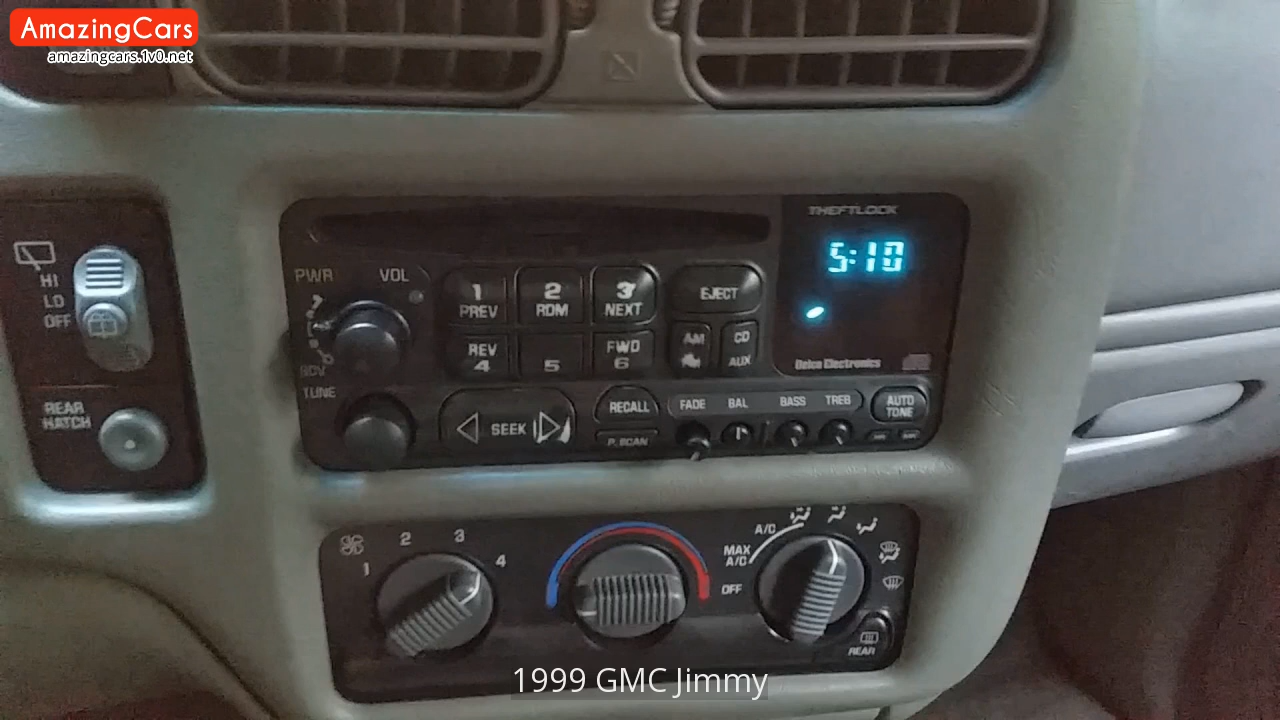 AmazingCars
amazingcars.1v0.net
THEFTLOCK
5:10
PWR VOL
1 PREV
2 RDM
3 NEXT
EJECT
HI
LO
OFF
REV 4
5
FWD 6
AM
CD
AUX
Delco Electronics
TUNE
REAR HATCH
SEEK
RECALL
P.SCAN
FADE BAL BASS TREB
AUTO TONE
1 2 3 4
A/C
MAX A/C
OFF
REAR
1999 GMC Jimmy